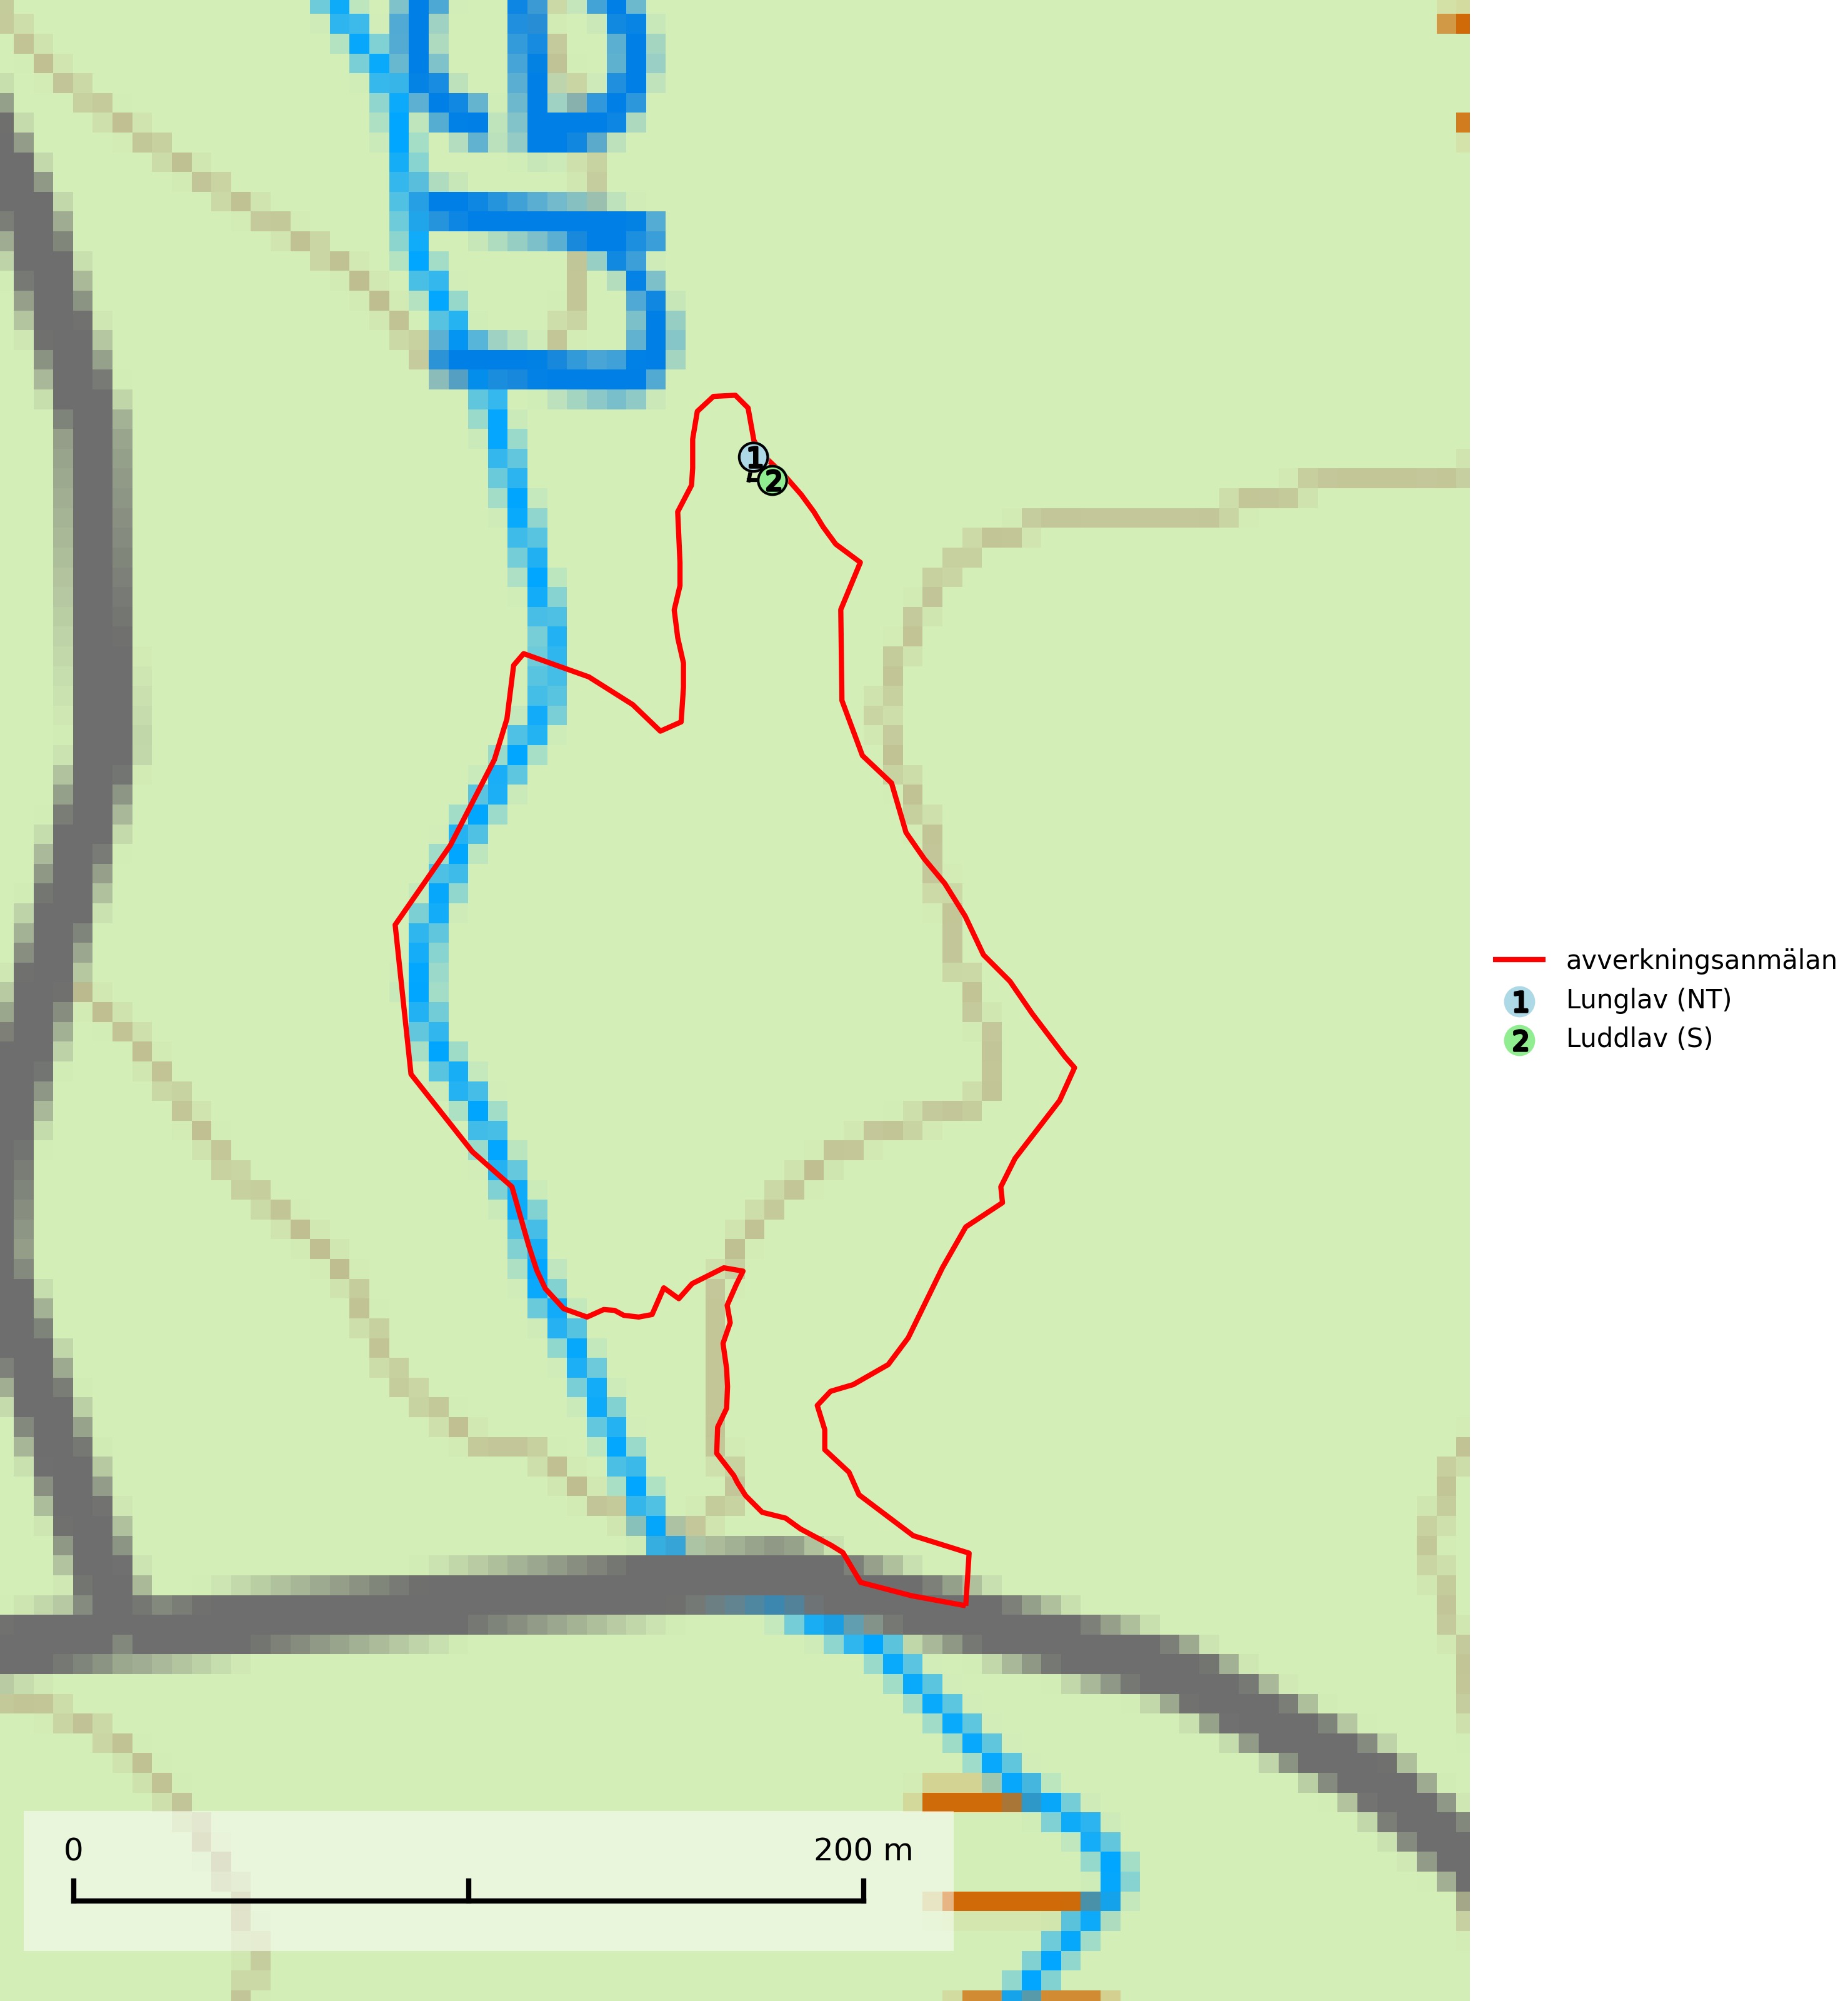 1
2
avverkningsanmälan
1 Lunglav (NT)
2 Luddlav (S)
0 200 m